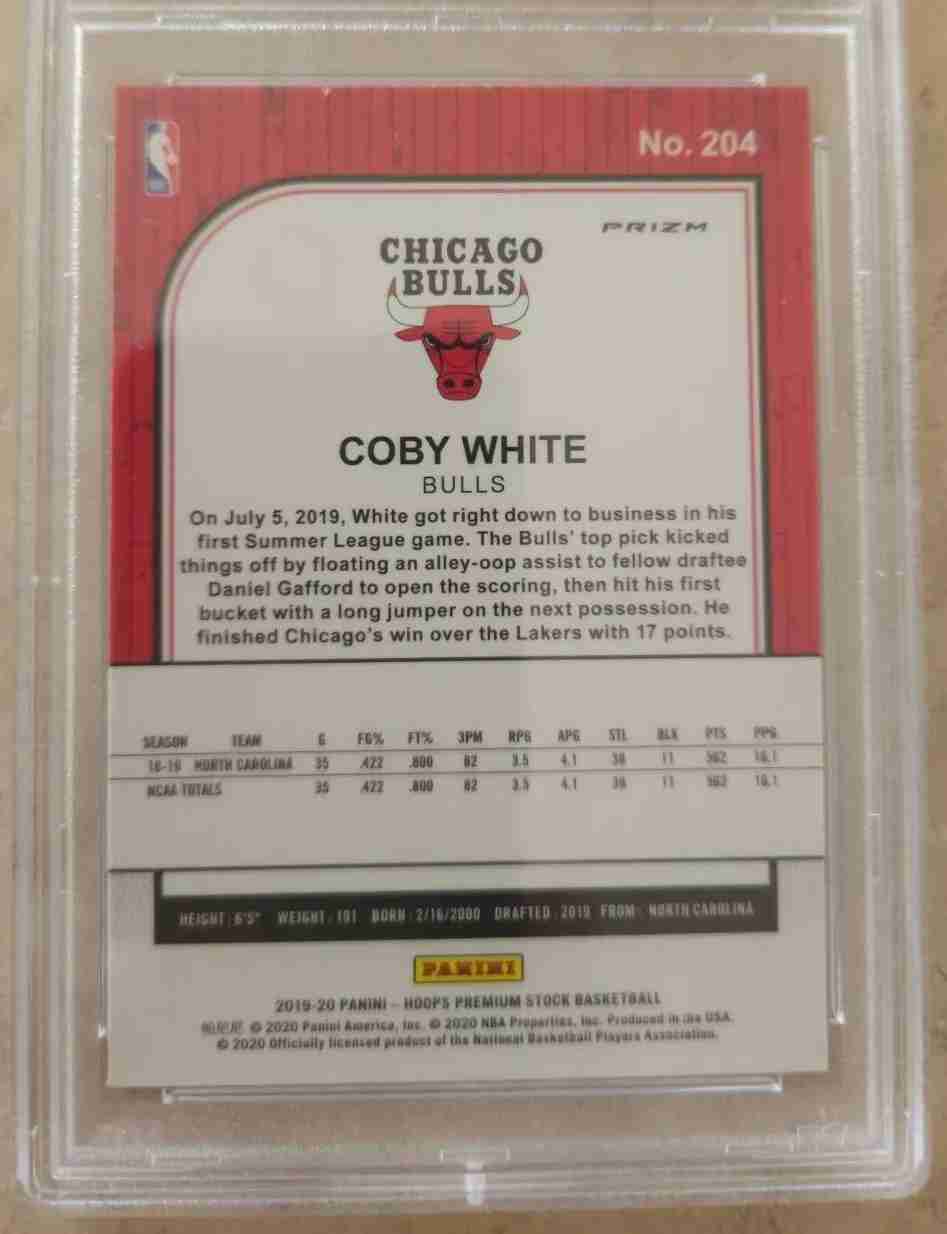 No. 204
PRIZM
CHICAGO
BULLS
COBY WHITE
BULLS
On July 5, 2019, White got right down to business in his
first Summer League game. The Bulls' top pick kicked
things off by floating an alley-oop assist to fellow draftee
Daniel Gafford to open the scoring, then hit his first
bucket with a long jumper on the next possession. He
finished Chicago's win over the Lakers with 17 points.
SEASON TEAM G FG% FT% 3PM RPG APG STL BLK PTS PPG
18-19 NORTH CAROLINA 35 .422 .800 82 3.5 4.1 38 11 562 16.1
NCAA TOTALS 35 .422 .800 82 3.5 4.1 38 11 562 16.1
HEIGHT: 6'5" WEIGHT: 191 BORN: 2/16/2000 DRAFTED: 2019 FROM: NORTH CAROLINA
PANINI
2019-20 PANINI – HOOPS PREMIUM STOCK BASKETBALL
帕尼尼 © 2020 Panini America, Inc. © 2020 NBA Properties, Inc. Produced in the USA.
© 2020 Officially licensed product of the National Basketball Players Association.